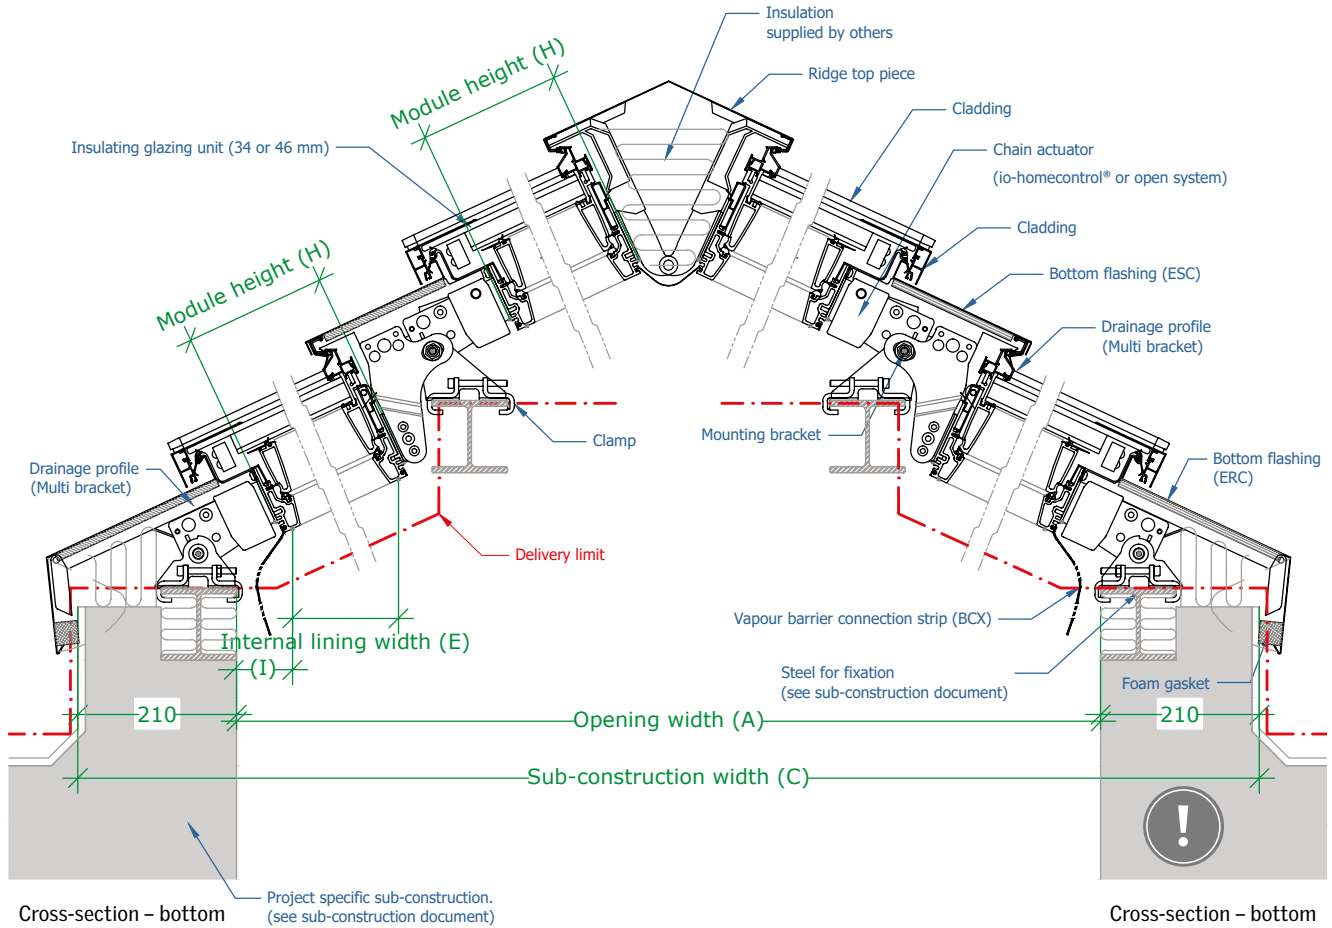 Insulation
supplied by others
Module height (H)
Ridge top piece
Cladding
Insulating glazing unit (34 or 46 mm)
Chain actuator
(io-homecontrol® or open system)
Cladding
Module height (H)
Bottom flashing (ESC)
Drainage profile
(Multi bracket)
Clamp
Mounting bracket
Drainage profile
(Multi bracket)
Bottom flashing
(ERC)
Delivery limit
Vapour barrier connection strip (BCX)
Internal lining width (E)
(I)
Steel for fixation
(see sub-construction document)
Foam gasket
210
Opening width (A)
210
Sub-construction width (C)
!
Project specific sub-construction.
(see sub-construction document)
Cross-section – bottom
Cross-section – bottom